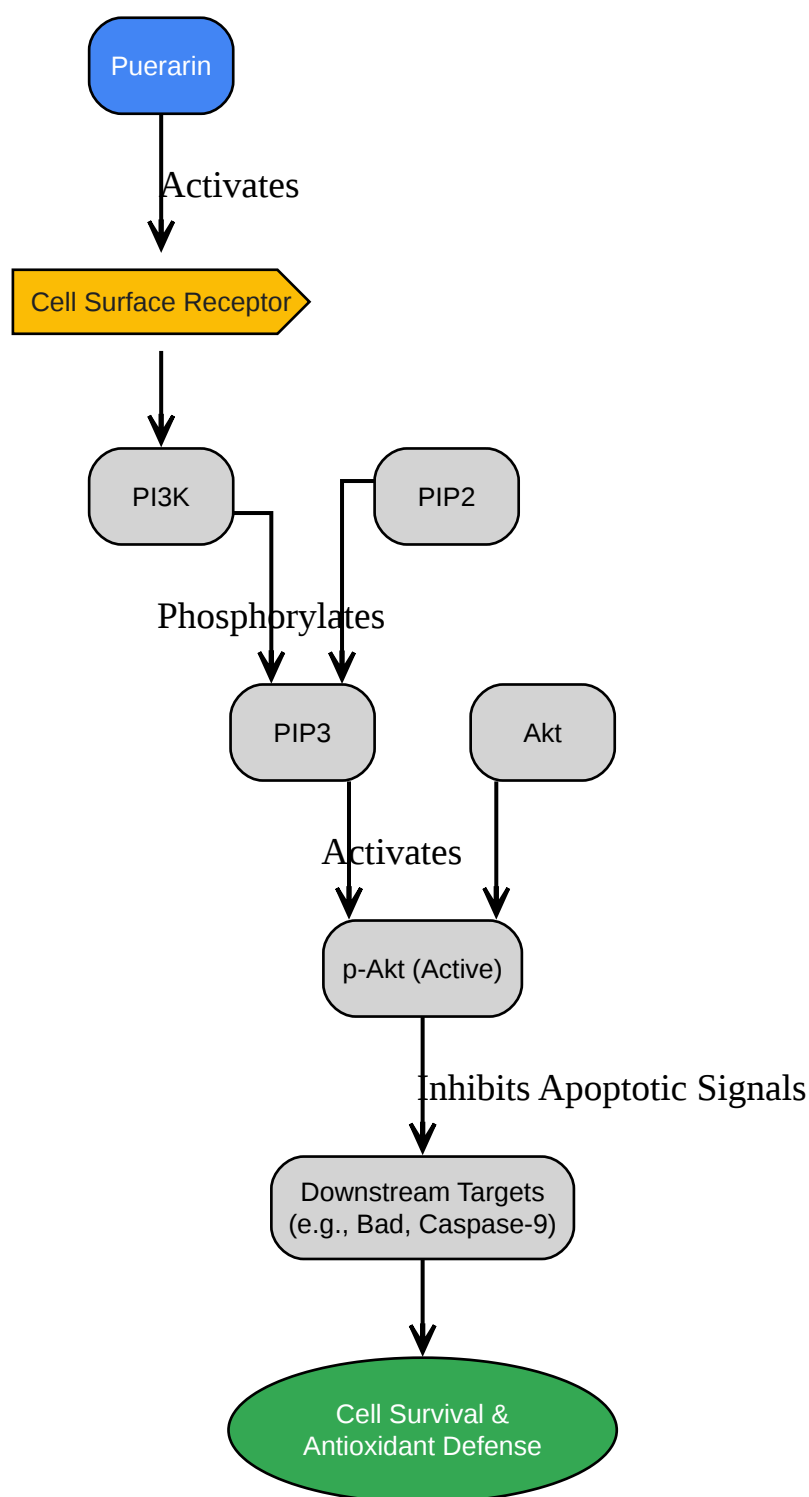 Puerarin
Activates
Cell Surface Receptor
PI3K
PIP2
Phosphorylates
PIP3
Akt
Activates
p-Akt (Active)
Inhibits Apoptotic Signals
Downstream Targets
(e.g., Bad, Caspase-9)
Cell Survival &
Antioxidant Defense